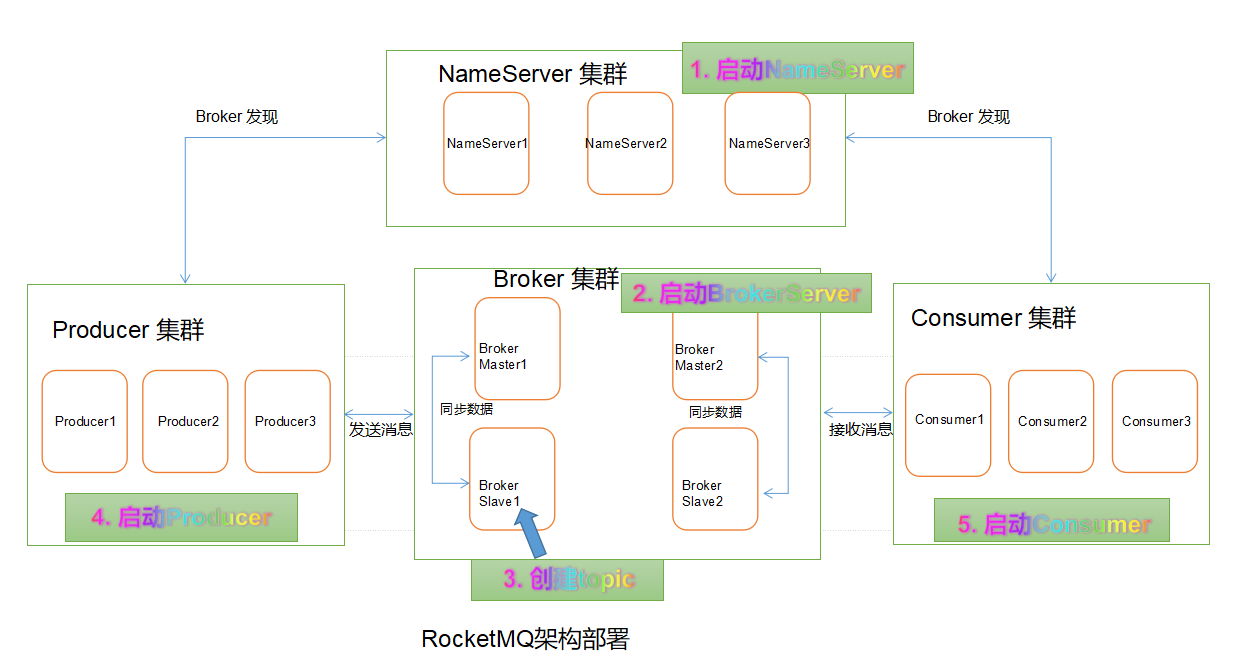 NameServer 集群
1. 启动NameServer
NameServer1
NameServer2
NameServer3
Broker 发现
Broker 发现
Broker 集群
2. 启动BrokerServer
Producer 集群
Consumer 集群
Broker
Master1
Broker
Master2
同步数据
同步数据
Producer1
Producer2
Producer3
发送消息
接收消息
Consumer1
Consumer2
Consumer3
Broker
Slave1
Broker
Slave2
4. 启动Producer
5. 启动Consumer
3. 创建topic
RocketMQ架构部署